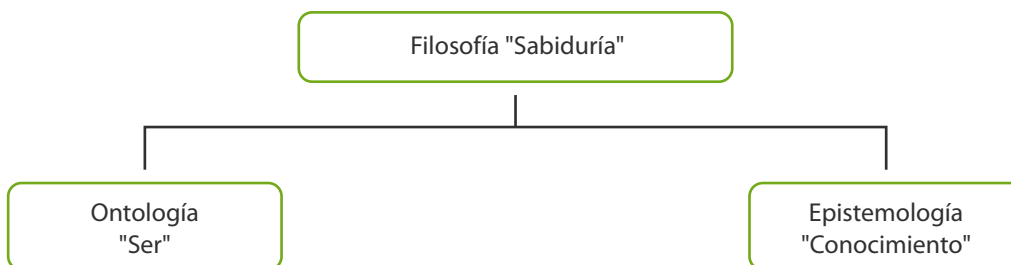 Filosofía "Sabiduría"
Ontología
"Ser"
Epistemología
"Conocimiento"